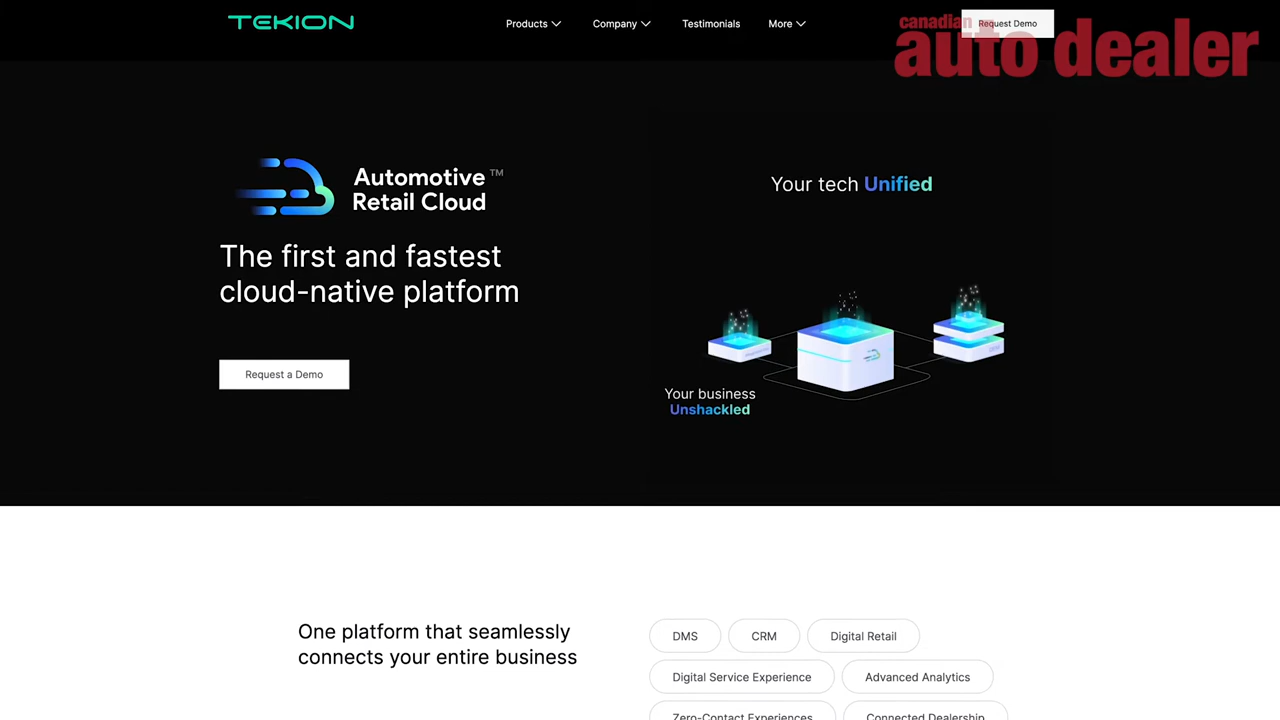 TEKION
Products
Company
Testimonials
More
Request Demo
canadian
auto dealer
Automotive ™
Retail Cloud
The first and fastest
cloud-native platform
Request a Demo
Your tech Unified
Your business
Unshackled
One platform that seamlessly
connects your entire business
DMS
CRM
Digital Retail
Digital Service Experience
Advanced Analytics
Zero-Contact Experiences
Connected Dealership